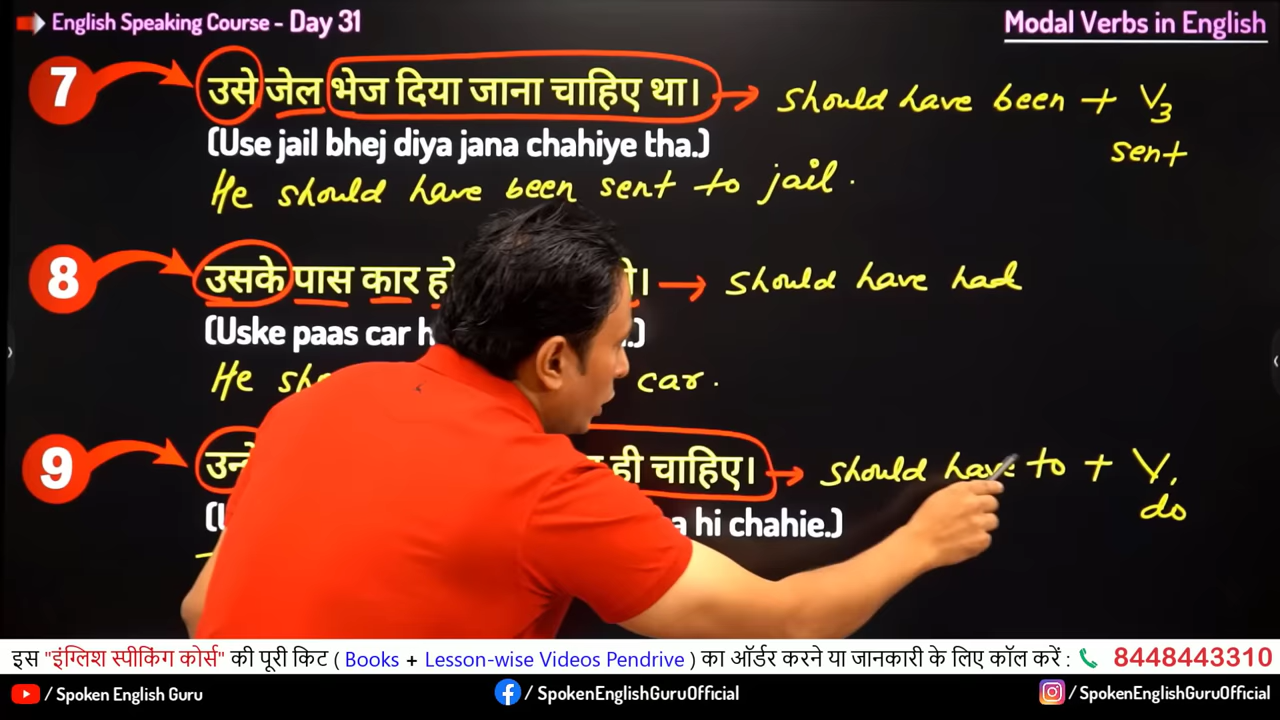 English Speaking Course - Day 31
Modal Verbs in English
7
उसे जेल भेज दिया जाना चाहिए था।
should have been + V3
(Use jail bhej diya jana chahiye tha.)
sent
He should have been sent to jail.
8
उसके पास कार
should have had
(Uske paas car
He car.
9
ही चाहिए।
should have to + V1
hi chahie.)
do
इस "इंग्लिश स्पीकिंग कोर्स" की पूरी किट ( Books + Lesson-wise Videos Pendrive ) का ऑर्डर करने या जानकारी के लिए कॉल करें : 8448443310
/ Spoken English Guru
/ SpokenEnglishGuruOfficial
/ SpokenEnglishGuruOfficial